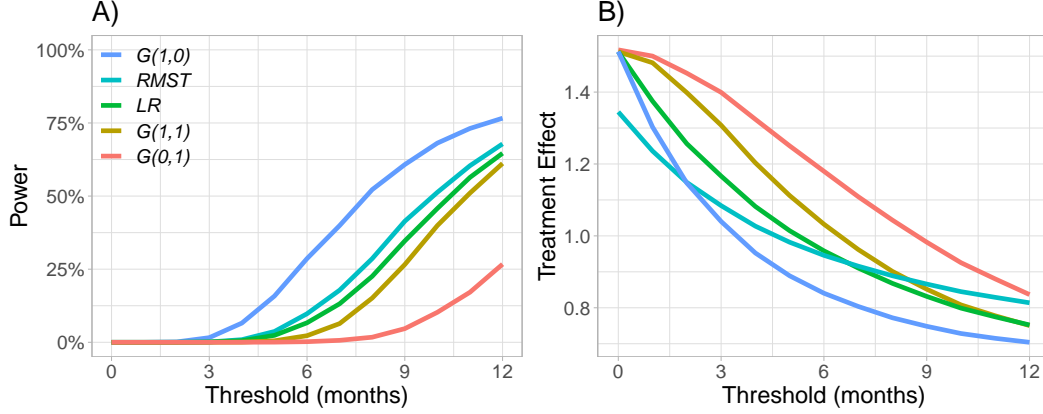 A)
Power
100%
75%
50%
25%
0%
G(1,0)
RMST
LR
G(1,1)
G(0,1)
0 3 6 9 12
Threshold (months)
B)
Treatment Effect
1.4
1.2
1.0
0.8
0 3 6 9 12
Threshold (months)